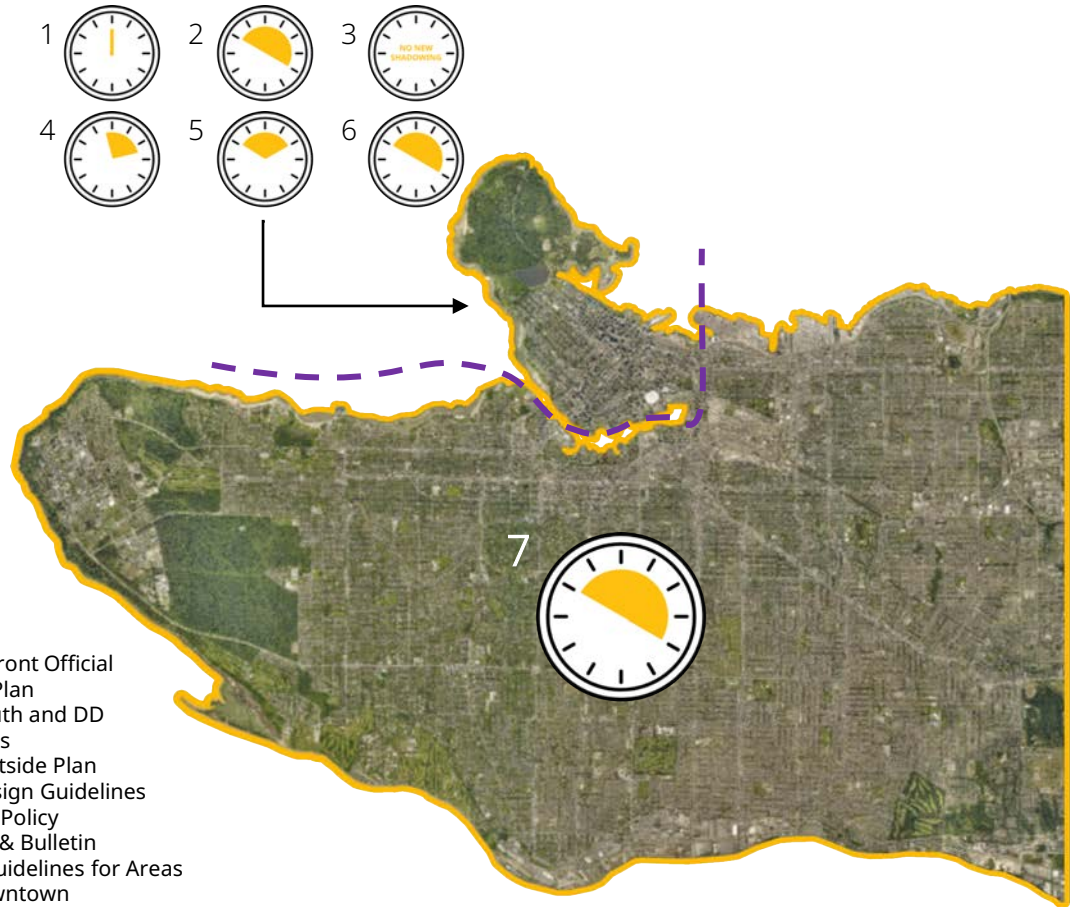 1
2
3
NO NEW
SHADOWING
4
5
6
7
ront Official
Plan
uth and DD
s
tside Plan
sign Guidelines
Policy
& Bulletin
uidelines for Areas
wntown